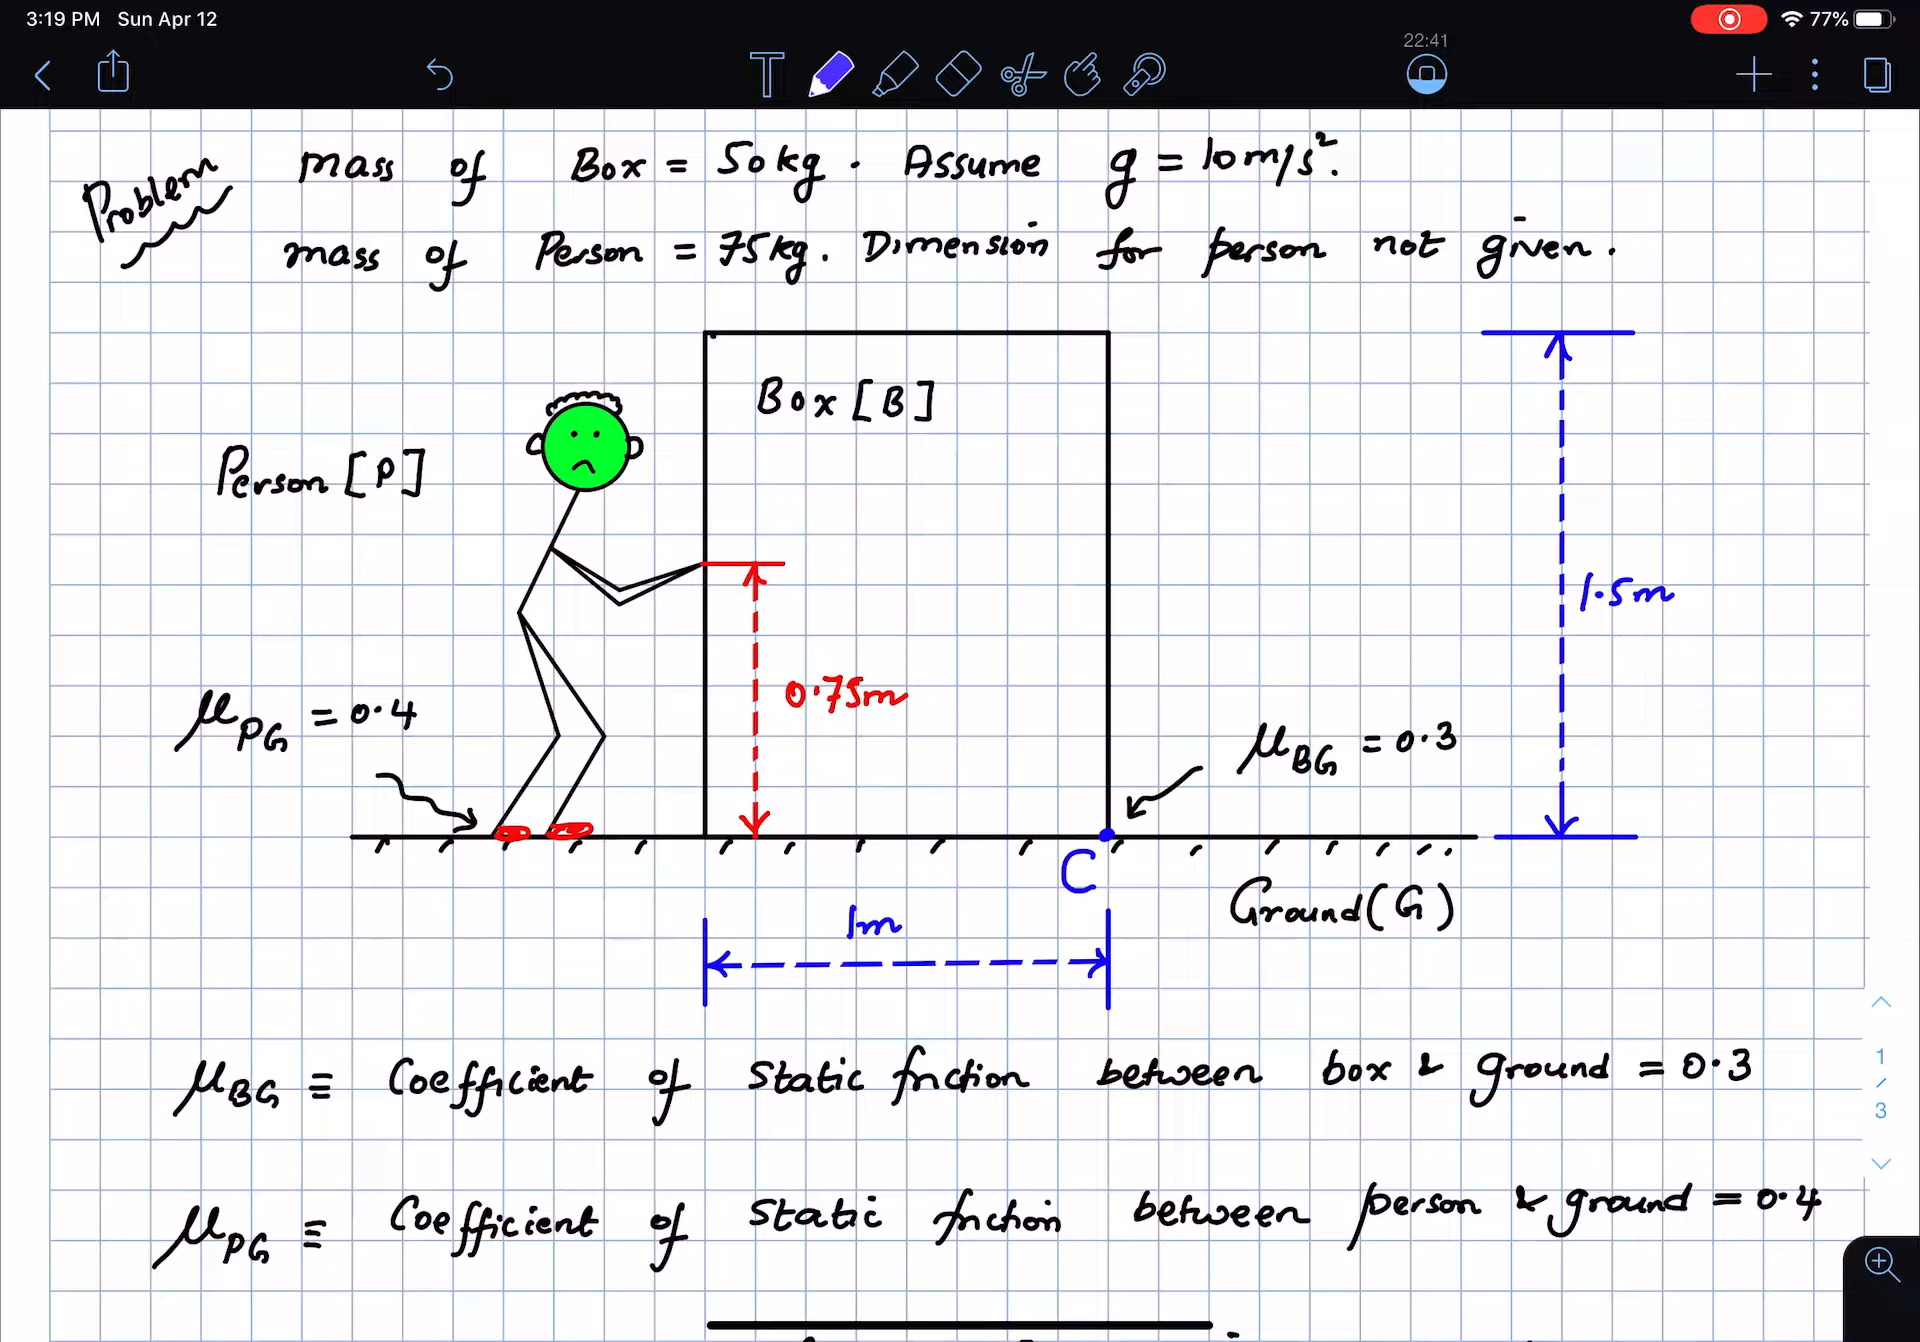 3:19 PM Sun Apr 12
77%
22:41
Problem
Mass of Box = 50kg. Assume g = 10m/s².
mass of Person = 75kg. Dimension for person not given.
Box [B]
Person [P]
1.5m
0.75m
μPG = 0.4
μBG = 0.3
C
Ground(G)
1m
μBG ≡ Coefficient of static friction between box & ground = 0.3
1
/
3
μPG ≡ Coefficient of static friction between person & ground = 0.4